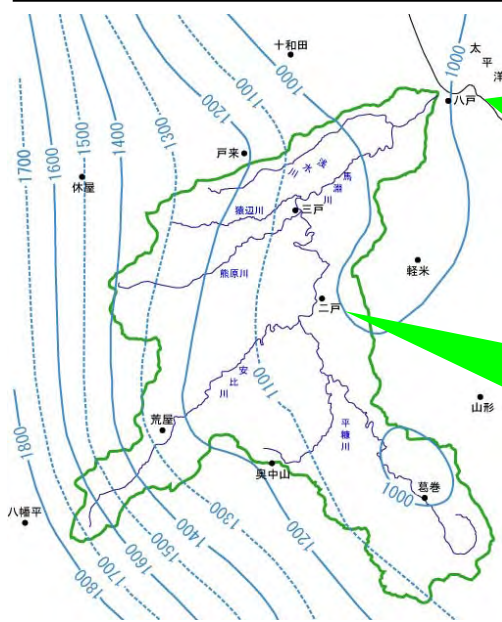 太平洋
十和田
1000
1000
八戸
1100
1200
1300
1400
1500
1600
1700
戸来
休屋
浅水川
馬淵川
猿辺川
三戸
熊原川
軽米
二戸
1100
安比川
山形
荒屋
平糠川
1800
奥中山
1000
葛巻
八幡平
1300
1200
1400
1500
1600
1700
1800